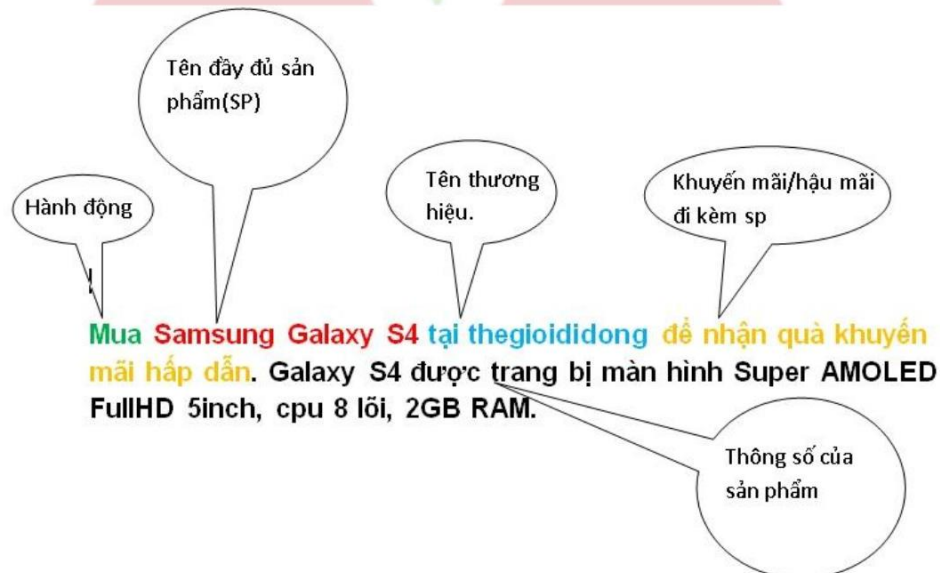 Tên đầy đủ sản
phẩm(SP)
Hành động
Tên thương
hiệu.
Khuyến mãi/hậu mãi
đi kèm sp
Mua Samsung Galaxy S4 tại thegioididong để nhận quà khuyến
mãi hấp dẫn. Galaxy S4 được trang bị màn hình Super AMOLED
FullHD 5inch, cpu 8 lõi, 2GB RAM.
Thông số của
sản phẩm